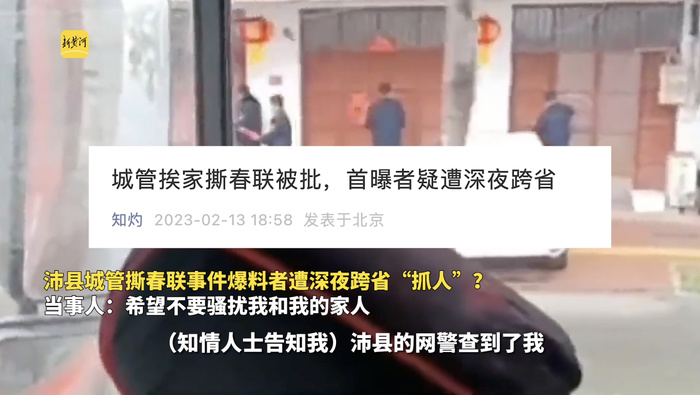 新黄河
城管挨家撕春联被批，首曝者疑遭深夜跨省
知灼 2023-02-13 18:58 发表于北京
沛县城管撕春联事件爆料者遭深夜跨省“抓人”？
当事人：希望不要骚扰我和我的家人
（知情人士告知我）沛县的网警查到了我